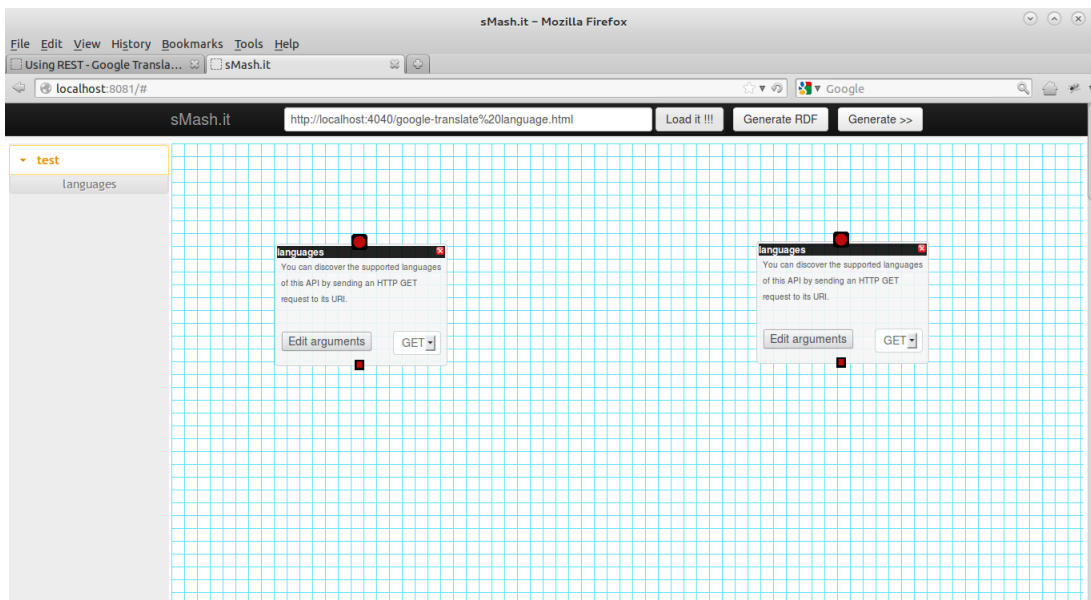 sMash.it - Mozilla Firefox
File Edit View History Bookmarks Tools Help
Using REST - Google Transla... sMash.it
localhost:8081/# Google
sMash.it http://localhost:4040/google-translate%20language.html Load it !!! Generate RDF Generate >>
test
languages
languages
You can discover the supported languages
of this API by sending an HTTP GET
request to its URI.
Edit arguments GET
languages
You can discover the supported languages
of this API by sending an HTTP GET
request to its URI.
Edit arguments GET